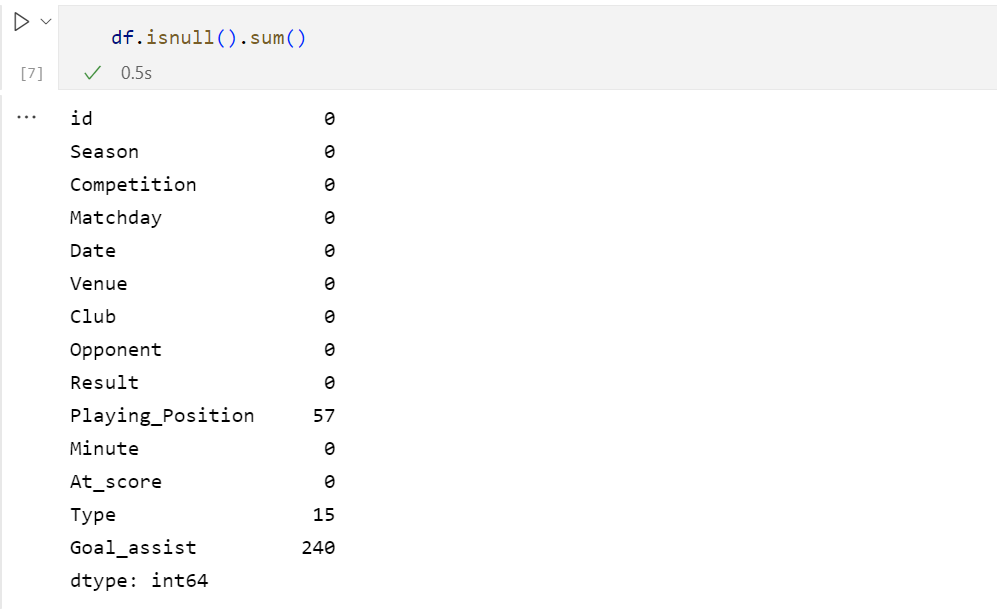 df.isnull().sum()
[7] 0.5s
id 0
Season 0
Competition 0
Matchday 0
Date 0
Venue 0
Club 0
Opponent 0
Result 0
Playing_Position 57
Minute 0
At_score 0
Type 15
Goal_assist 240
dtype: int64